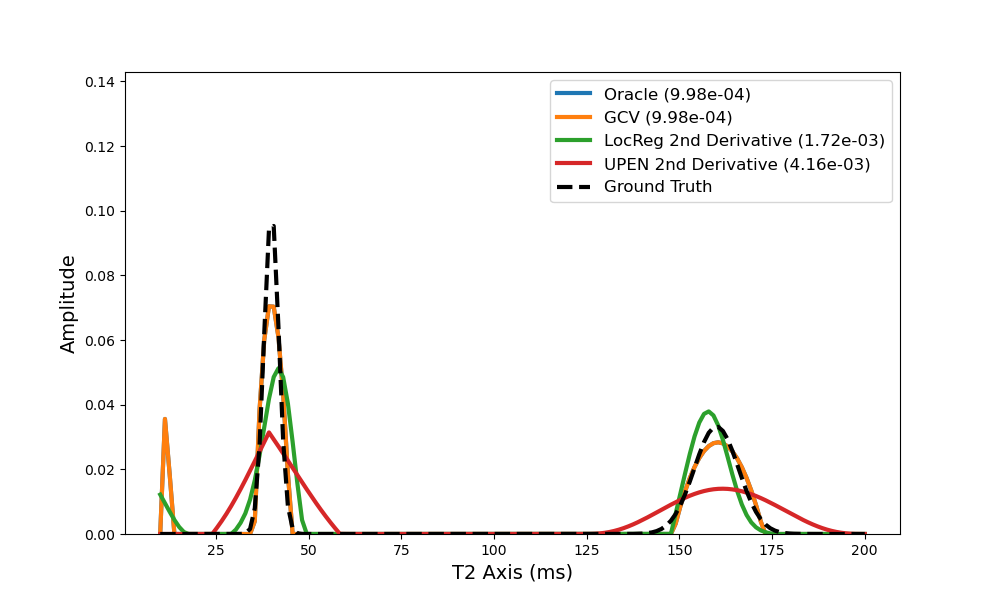 Oracle (9.98e-04)
GCV (9.98e-04)
LocReg 2nd Derivative (1.72e-03)
UPEN 2nd Derivative (4.16e-03)
Ground Truth
0.14
0.12
0.10
0.08
0.06
0.04
0.02
0.00
Amplitude
25 50 75 100 125 150 175 200
T2 Axis (ms)